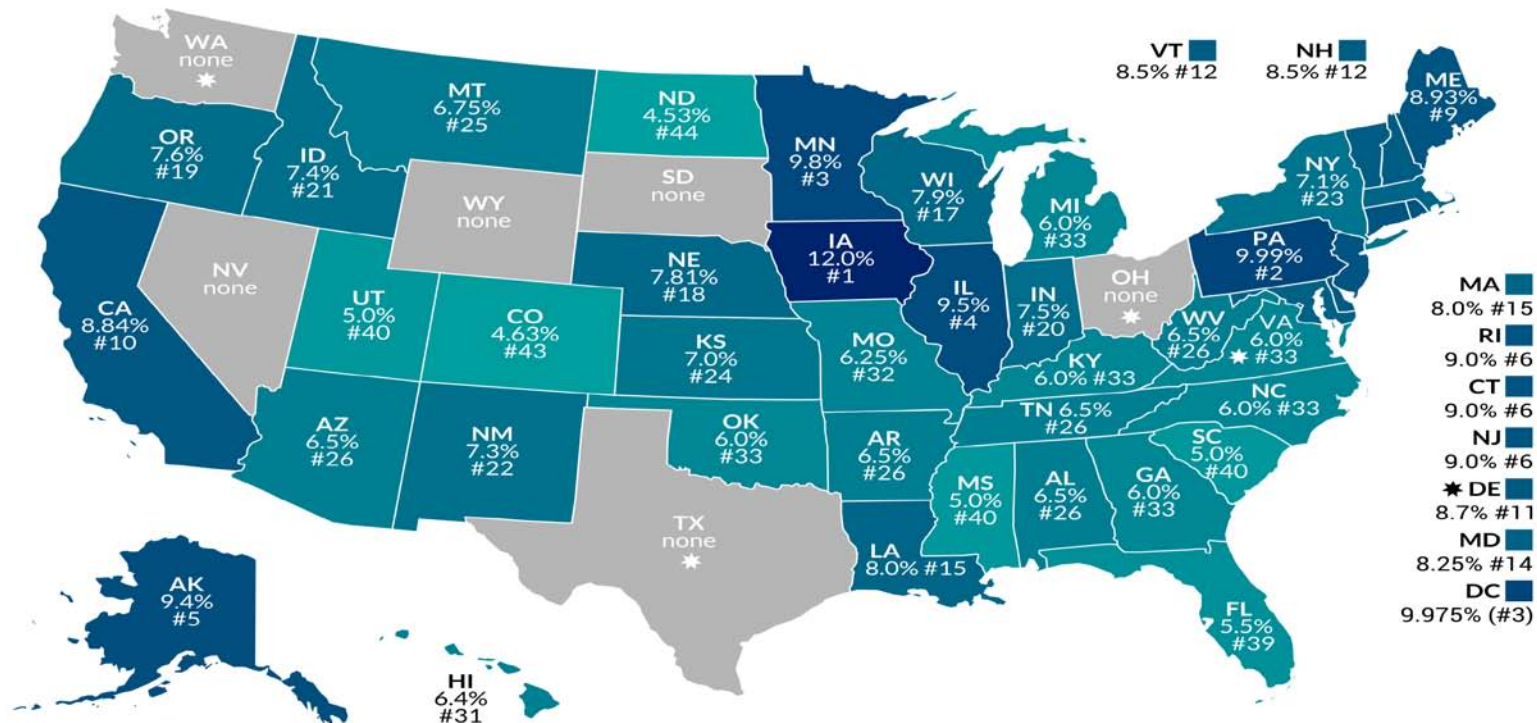 WA
none
✷
MT
6.75%
#25
ND
4.53%
#44
VT
8.5% #12
NH
8.5% #12
ME
8.93%
#9
OR
7.6%
#19
ID
7.4%
#21
WY
none
SD
none
MN
9.8%
#3
WI
7.9%
#17
MI
6.0%
#33
NY
7.1%
#23
CA
8.84%
#10
NV
none
UT
5.0%
#40
CO
4.63%
#43
NE
7.81%
#18
KS
7.0%
#24
IA
12.0%
#1
MO
6.25%
#32
IL
9.5%
#4
IN
7.5%
#20
OH
none
✷
PA
9.99%
#2
WV
6.5%
#26
VA
6.0%
✷ #33
KY
6.0% #33
MA
8.0% #15
RI
9.0% #6
CT
9.0% #6
NJ
9.0% #6
✷ DE
8.7% #11
MD
8.25% #14
DC
9.975% (#3)
AZ
6.5%
#26
NM
7.3%
#22
OK
6.0%
#33
AR
6.5%
#26
TN 6.5%
#26
NC
6.0% #33
SC
5.0%
#40
TX
none
✷
LA
8.0% #15
MS
5.0%
#40
AL
6.5%
#26
GA
6.0%
#33
FL
5.5%
#39
AK
9.4%
#5
HI
6.4%
#31